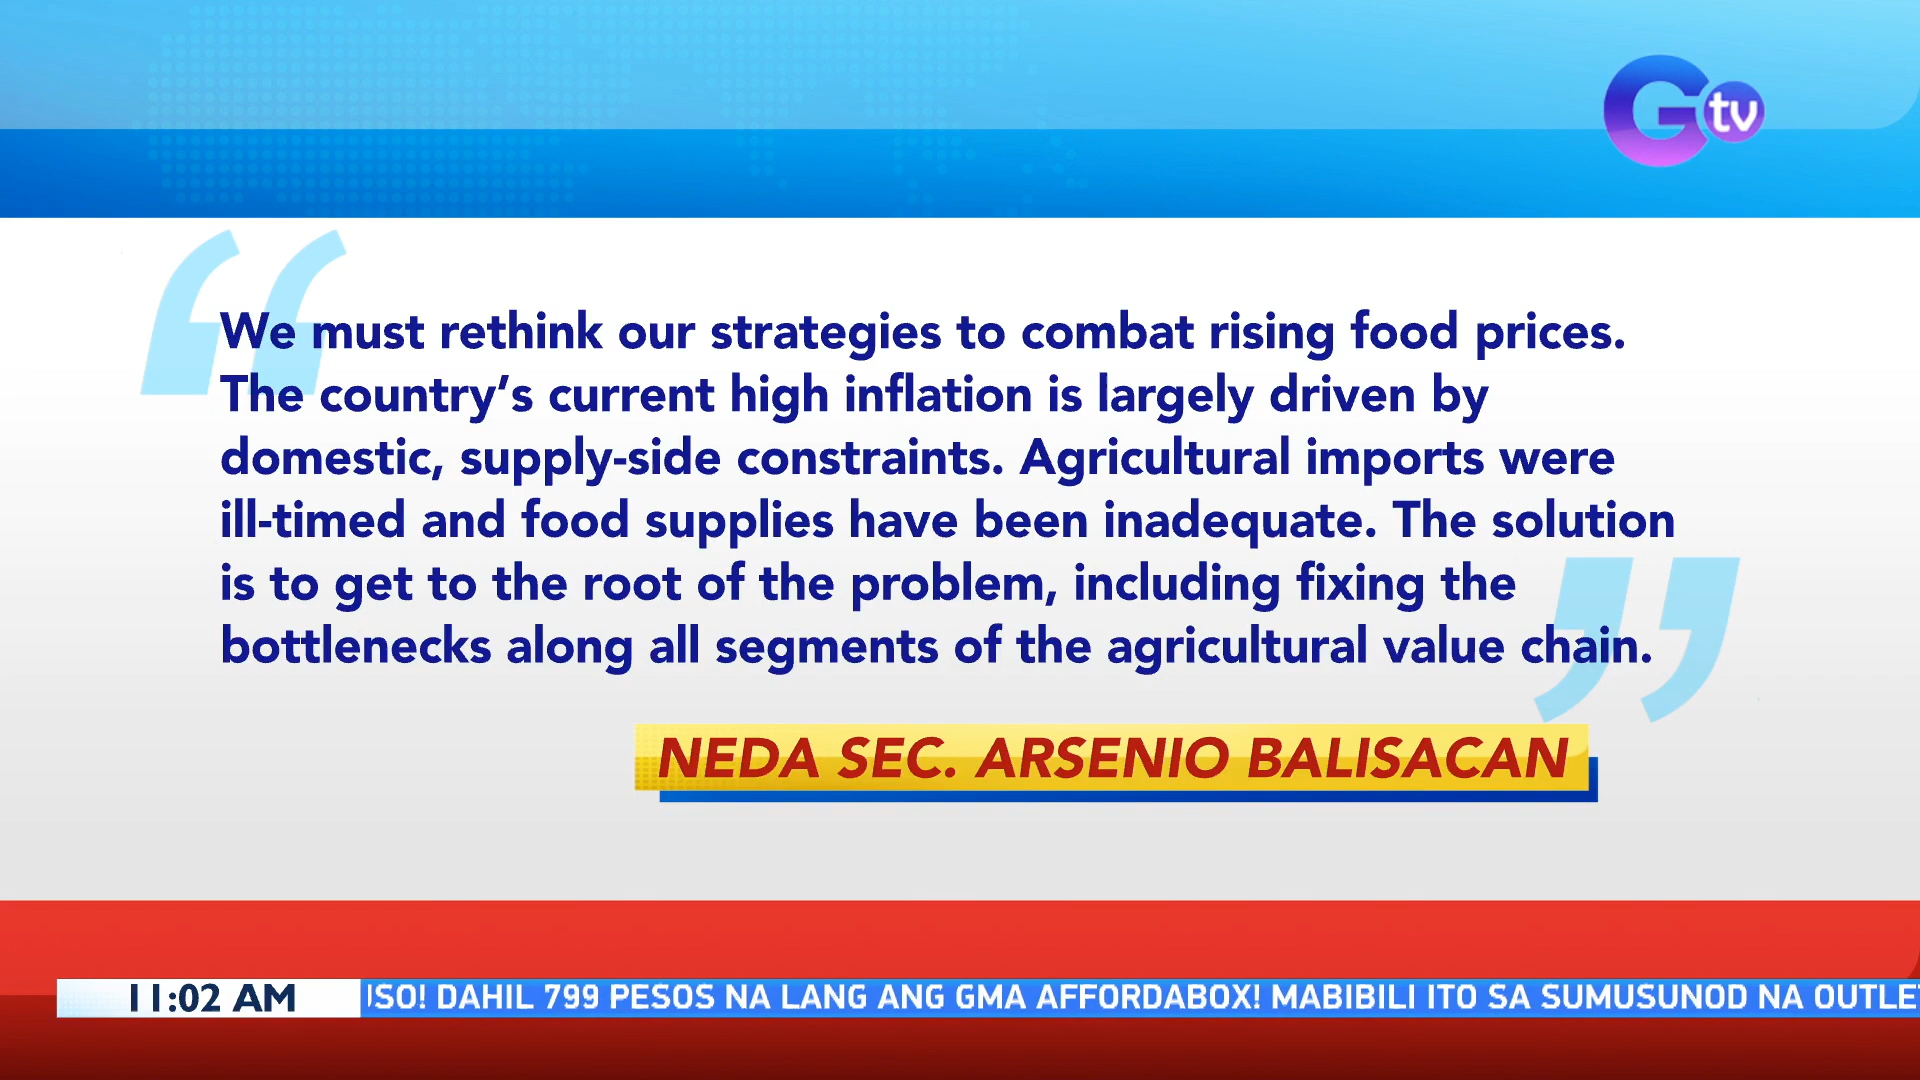 Gtv
We must rethink our strategies to combat rising food prices.
The country’s current high inflation is largely driven by
domestic, supply-side constraints. Agricultural imports were
ill-timed and food supplies have been inadequate. The solution
is to get to the root of the problem, including fixing the
bottlenecks along all segments of the agricultural value chain.
NEDA SEC. ARSENIO BALISACAN
11:02 AM
! DAHIL 799 PESOS NA LANG ANG GMA AFFORDABOX! MABIBILI ITO SA SUMUSUNOD NA